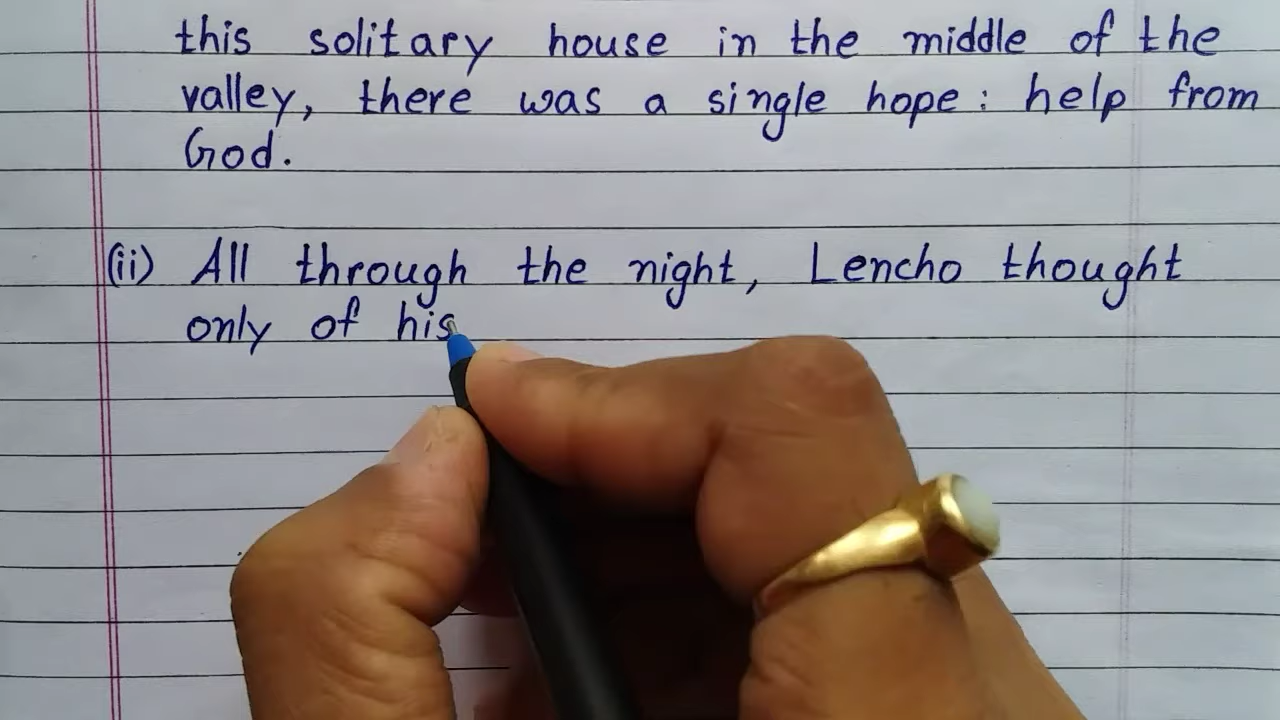 this solitary house in the middle of the
valley, there was a single hope: help from
God.
(ii) All through the night, Lencho thought
only of his